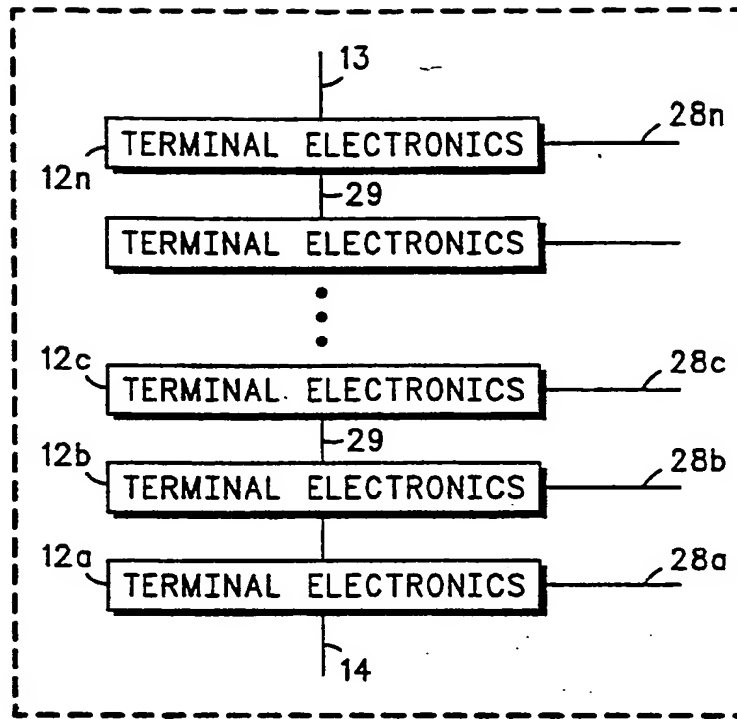 13
TERMINAL ELECTRONICS
28n
12n
29
TERMINAL ELECTRONICS
12c
28c
TERMINAL ELECTRONICS
29
12b
28b
TERMINAL ELECTRONICS
12a
28a
TERMINAL ELECTRONICS
14